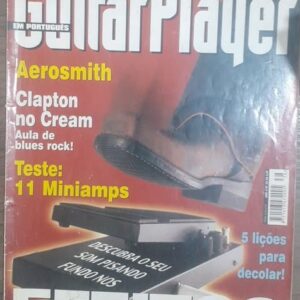 GuitarPlayer
EM PORTUGUÊS
Aerosmith
Clapton
no Cream
Aula de
blues rock!
Teste:
11 Miniamps
5 lições
para
decolar!
DESCUBRA O SEU
SOM PISANDO
FUNDO NOS